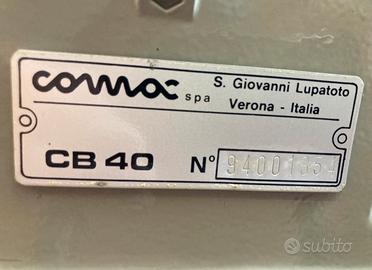 comac spa
S. Giovanni Lupatoto
Verona - Italia
CB 40 N°
subito